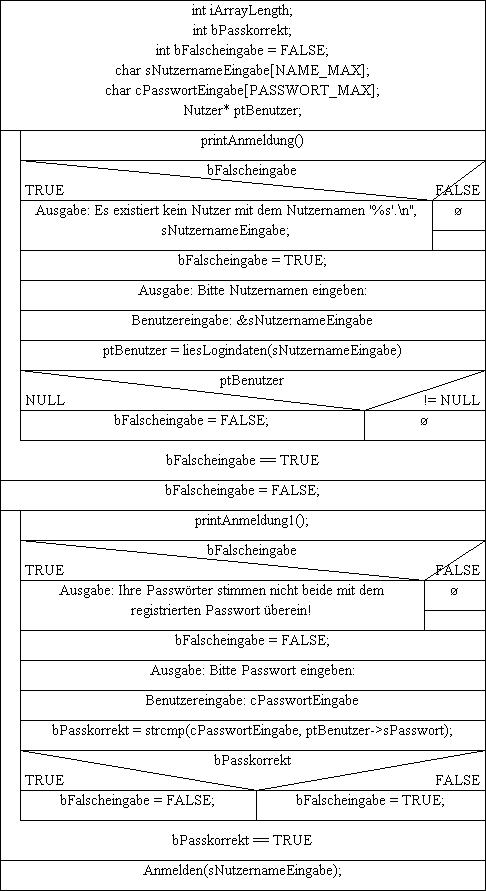 int iArrayLength;
int bPasskorrekt;
int bFalscheingabe = FALSE;
char sNutzernameEingabe[NAME_MAX];
char cPasswortEingabe[PASSWORT_MAX];
Nutzer* ptBenutzer;
printAnmeldung()
bFalscheingabe
TRUE FALSE
Ausgabe: Es existiert kein Nutzer mit dem Nutzernamen '%s'.\n", ø
sNutzernameEingabe;
bFalscheingabe = TRUE;
Ausgabe: Bitte Nutzernamen eingeben:
Benutzereingabe: &sNutzernameEingabe
ptBenutzer = liesLogindaten(sNutzernameEingabe)
ptBenutzer
NULL != NULL
bFalscheingabe = FALSE; ø
bFalscheingabe == TRUE
bFalscheingabe = FALSE;
printAnmeldung1();
bFalscheingabe
TRUE FALSE
Ausgabe: Ihre Passwörter stimmen nicht beide mit dem ø
registrierten Passwort überein!
bFalscheingabe = FALSE;
Ausgabe: Bitte Passwort eingeben:
Benutzereingabe: cPasswortEingabe
bPasskorrekt = strcmp(cPasswortEingabe, ptBenutzer->sPasswort);
bPasskorrekt
TRUE FALSE
bFalscheingabe = FALSE; bFalscheingabe = TRUE;
bPasskorrekt == TRUE
Anmelden(sNutzernameEingabe);